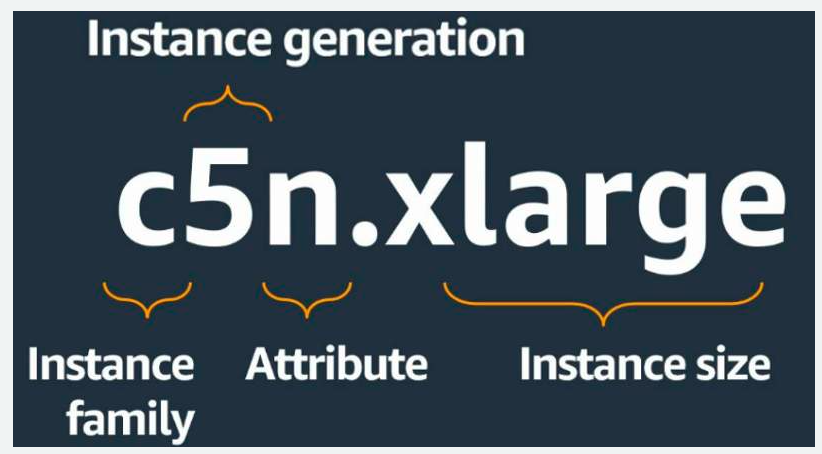 Instance generation
c5n.xlarge
Instance family
Attribute
Instance size